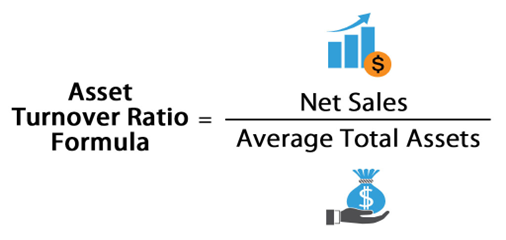 Asset
Turnover Ratio
Formula
=
Net Sales
Average Total Assets
$
$